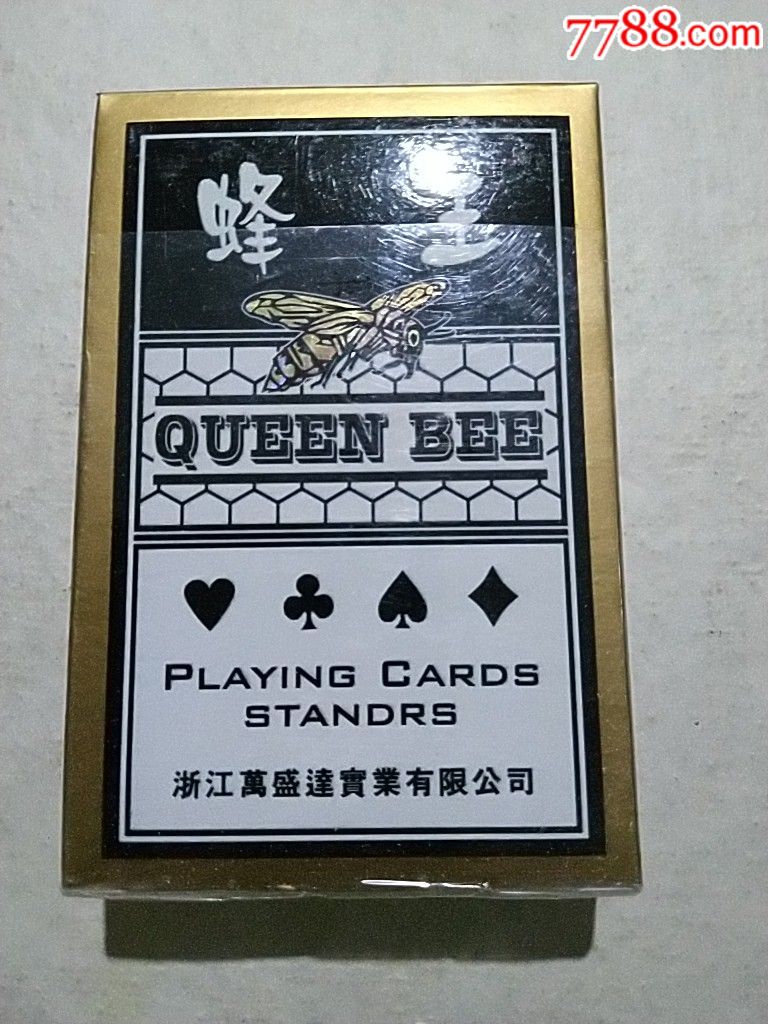 7788.com
蜂 王
QUEEN BEE
PLAYING CARDS
STANDRS
浙江萬盛達實業有限公司